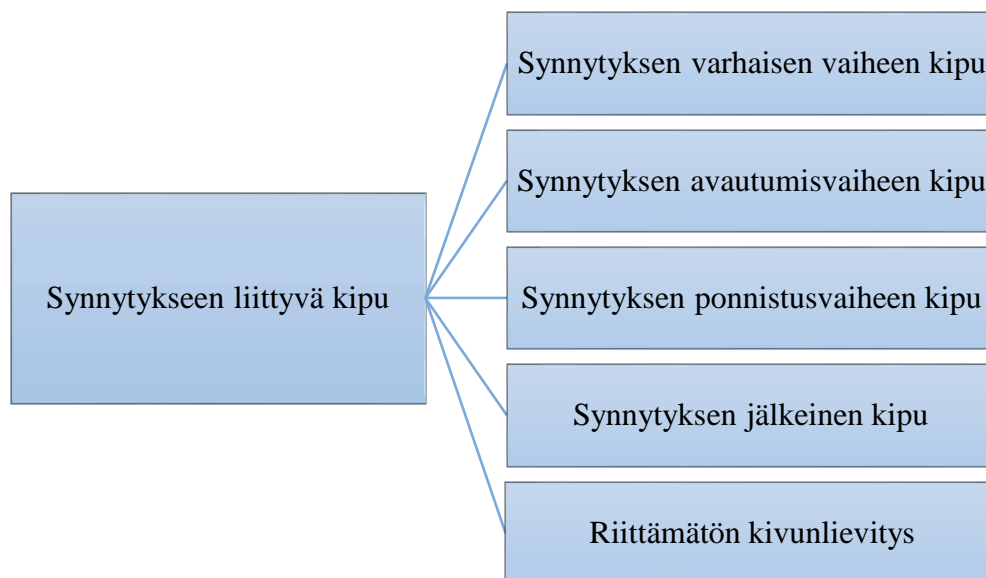 Synnytykseen liittyvä kipu
Synnytyksen varhaisen vaiheen kipu
Synnytyksen avautumisvaiheen kipu
Synnytyksen ponnistusvaiheen kipu
Synnytyksen jälkeinen kipu
Riittämätön kivunlievitys